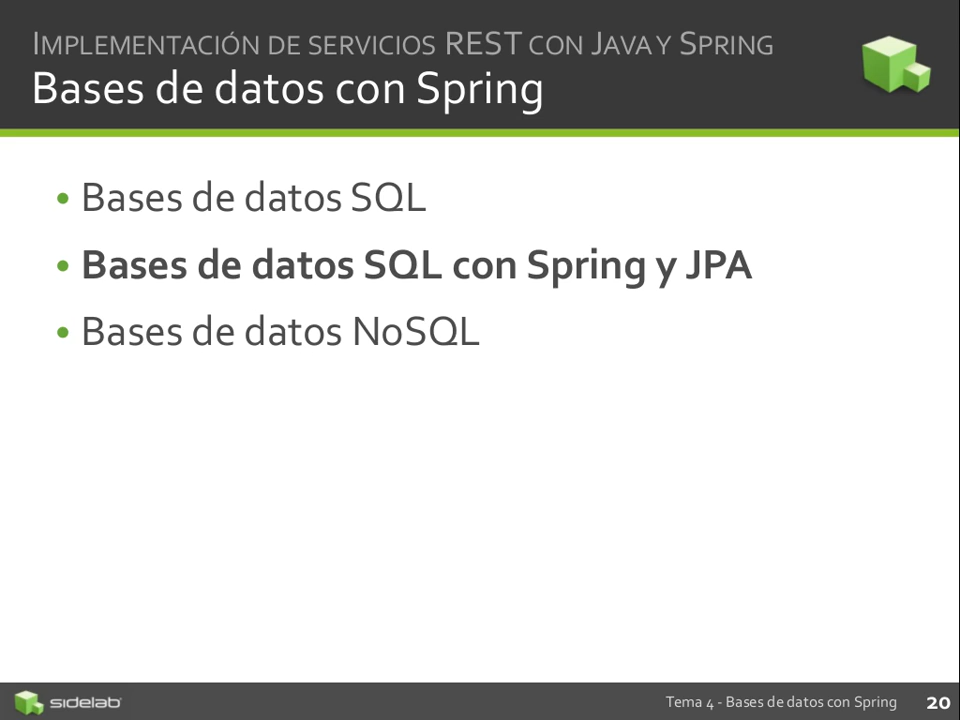 IMPLEMENTACIÓN DE SERVICIOS REST CON JAVA Y SPRING
Bases de datos con Spring
• Bases de datos SQL
• Bases de datos SQL con Spring y JPA
• Bases de datos NoSQL
sidelab
Tema 4 - Bases de datos con Spring 20